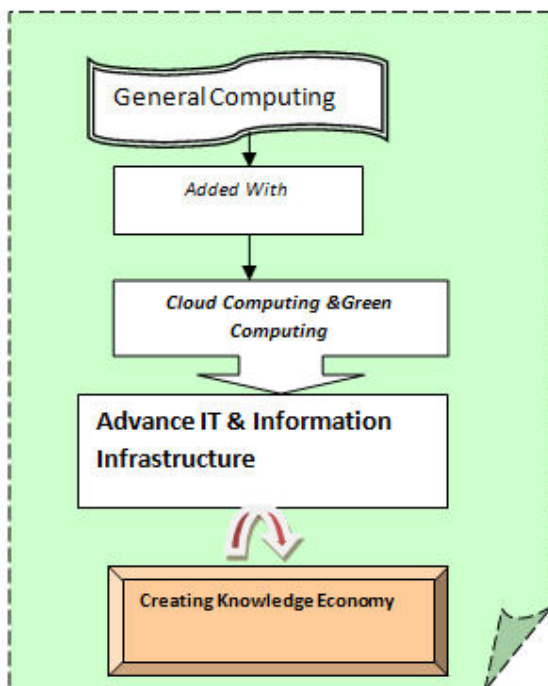 General Computing
Added With
Cloud Computing &Green
Computing
Advance IT & Information
Infrastructure
Creating Knowledge Economy